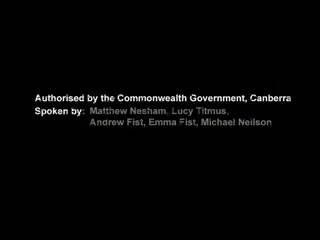 Authorised by the Commonwealth Government, Canberra
Spoken by: Matthew Nesham, Lucy Titmus,
Andrew Fist, Emma Fist, Michael Neilson